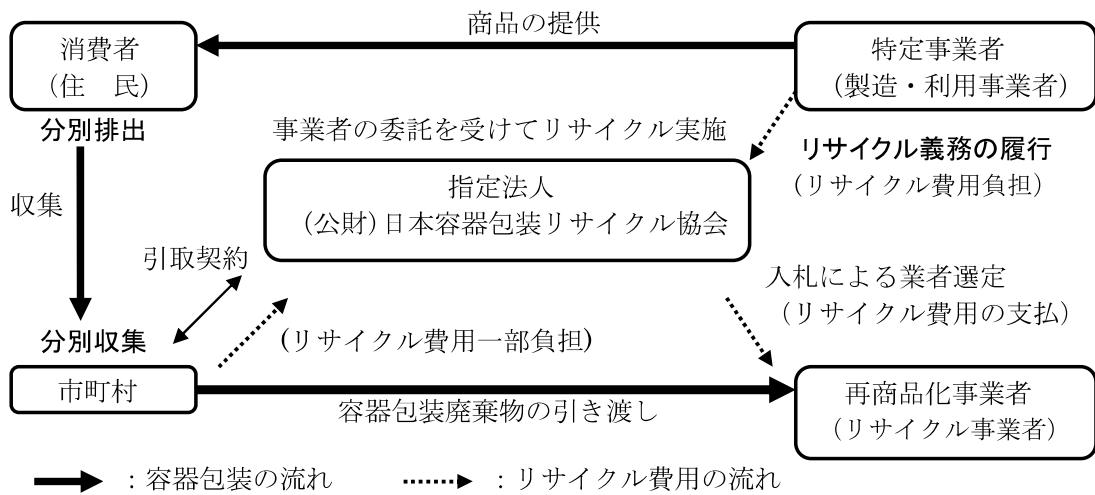 商品の提供
消費者
(住　民)
特定事業者
(製造・利用事業者)
分別排出
事業者の委託を受けてリサイクル実施
リサイクル義務の履行
(リサイクル費用負担)
指定法人
(公財)日本容器包装リサイクル協会
収集
引取契約
入札による業者選定
(リサイクル費用の支払)
分別収集
(リサイクル費用一部負担)
市町村
容器包装廃棄物の引き渡し
再商品化事業者
(リサイクル事業者)
：容器包装の流れ
：リサイクル費用の流れ